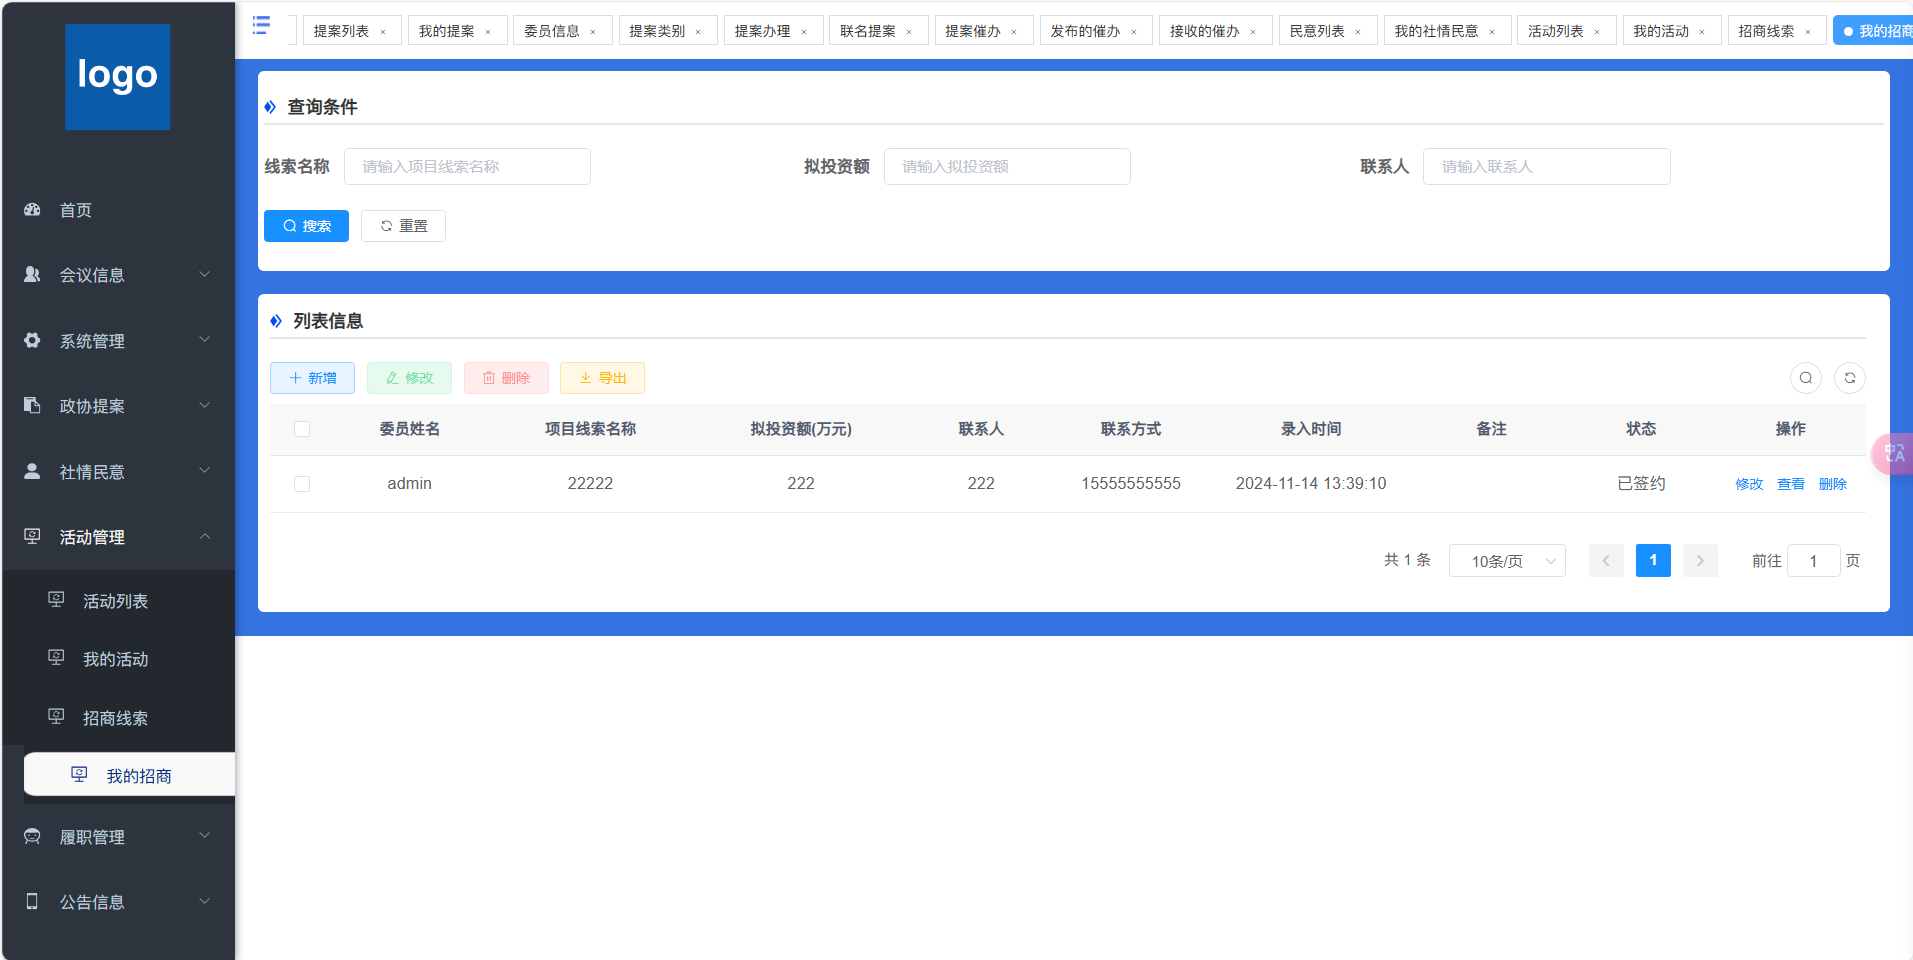 logo
首页
会议信息
系统管理
政协提案
社情民意
活动管理
活动列表
我的活动
招商线索
我的招商
履职管理
公告信息
提案列表 × 我的提案 × 委员信息 × 提案类别 × 提案办理 × 联名提案 × 提案催办 × 发布的催办 × 接收的催办 × 民意列表 × 我的社情民意 × 活动列表 × 我的活动 × 招商线索 × 我的招商
查询条件
线索名称 请输入项目线索名称 拟投资额 请输入拟投资额 联系人 请输入联系人
搜索 重置
列表信息
新增 修改 删除 导出
委员姓名 项目线索名称 拟投资额(万元) 联系人 联系方式 录入时间 备注 状态 操作
admin 22222 222 222 15555555555 2024-11-14 13:39:10 已签约 修改 查看 删除
共 1 条 10条/页 1 前往 1 页
中A